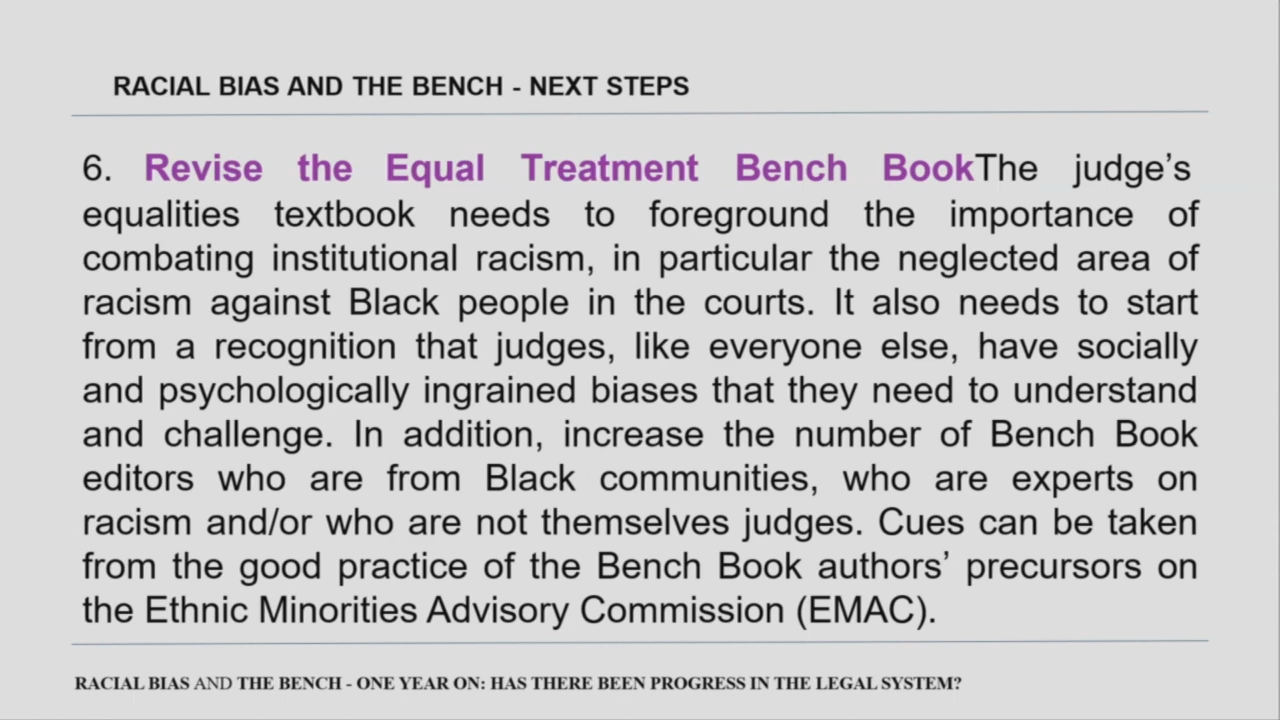 RACIAL BIAS AND THE BENCH - NEXT STEPS
6. Revise the Equal Treatment Bench BookThe judge’s
equalities textbook needs to foreground the importance of
combating institutional racism, in particular the neglected area of
racism against Black people in the courts. It also needs to start
from a recognition that judges, like everyone else, have socially
and psychologically ingrained biases that they need to understand
and challenge. In addition, increase the number of Bench Book
editors who are from Black communities, who are experts on
racism and/or who are not themselves judges. Cues can be taken
from the good practice of the Bench Book authors’ precursors on
the Ethnic Minorities Advisory Commission (EMAC).
RACIAL BIAS AND THE BENCH - ONE YEAR ON: HAS THERE BEEN PROGRESS IN THE LEGAL SYSTEM?